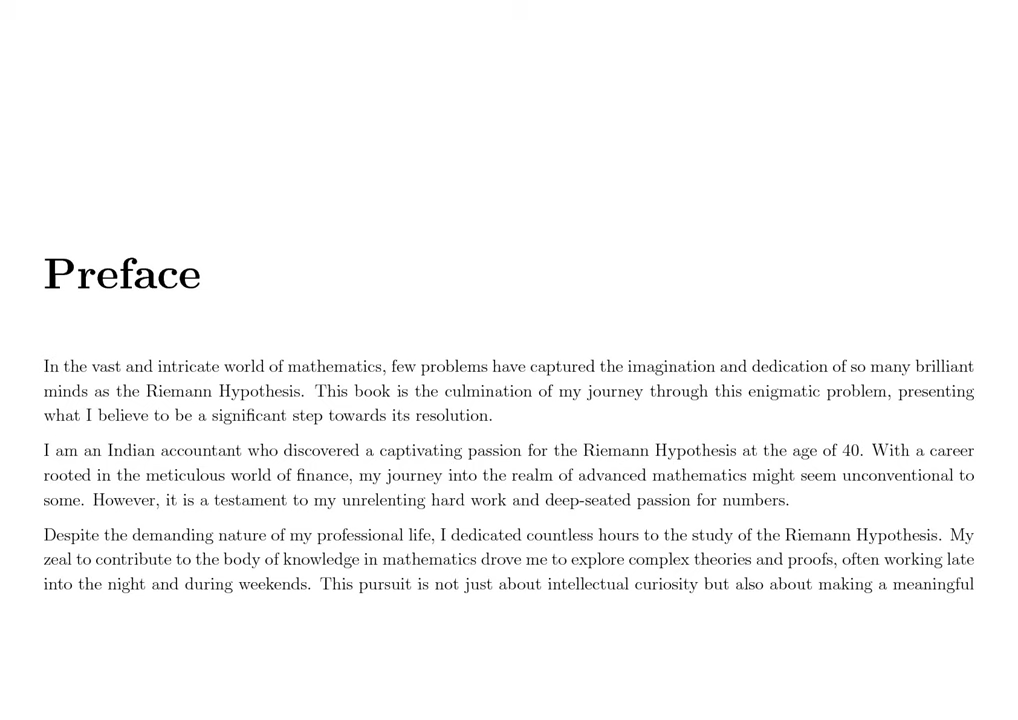 Preface
In the vast and intricate world of mathematics, few problems have captured the imagination and dedication of so many brilliant
minds as the Riemann Hypothesis. This book is the culmination of my journey through this enigmatic problem, presenting
what I believe to be a significant step towards its resolution.
I am an Indian accountant who discovered a captivating passion for the Riemann Hypothesis at the age of 40. With a career
rooted in the meticulous world of finance, my journey into the realm of advanced mathematics might seem unconventional to
some. However, it is a testament to my unrelenting hard work and deep-seated passion for numbers.
Despite the demanding nature of my professional life, I dedicated countless hours to the study of the Riemann Hypothesis. My
zeal to contribute to the body of knowledge in mathematics drove me to explore complex theories and proofs, often working late
into the night and during weekends. This pursuit is not just about intellectual curiosity but also about making a meaningful